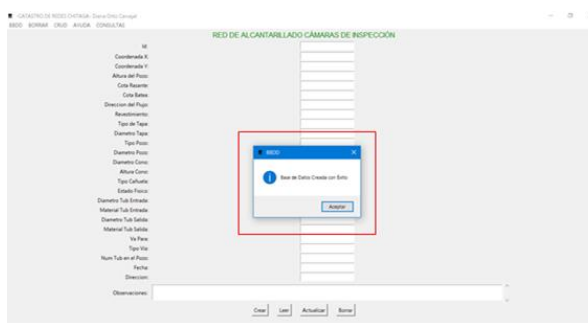 CATASTRO DE REDES CHITAGA- Diana Ortiz Carvajal
BBDD BORRAR CRUD AYUDA CONSULTAS
RED DE ALCANTARILLADO CÁMARAS DE INSPECCIÓN
Id:
Coordenada X:
Coordenada Y:
Altura del Pozo:
Cota Rasante:
Cota Batea:
Direccion del Flujo:
Revestimiento:
Tipo de Tapa:
Diametro Tapa:
Tipo Pozo:
Diametro Pozo:
Diametro Cono:
Altura Cono:
Tipo Cañuela:
Estado Fisico:
Diametro Tub Entrada:
Material Tub Entrada:
Diametro Tub Salida:
Material Tub Salida:
Va Para:
Tipo Via:
Num Tub en el Pozo:
Fecha:
Direccion:
Observaciones:
BBDD
Base de Datos Creada con Éxito
Aceptar
Crear Leer Actualizar Borrar